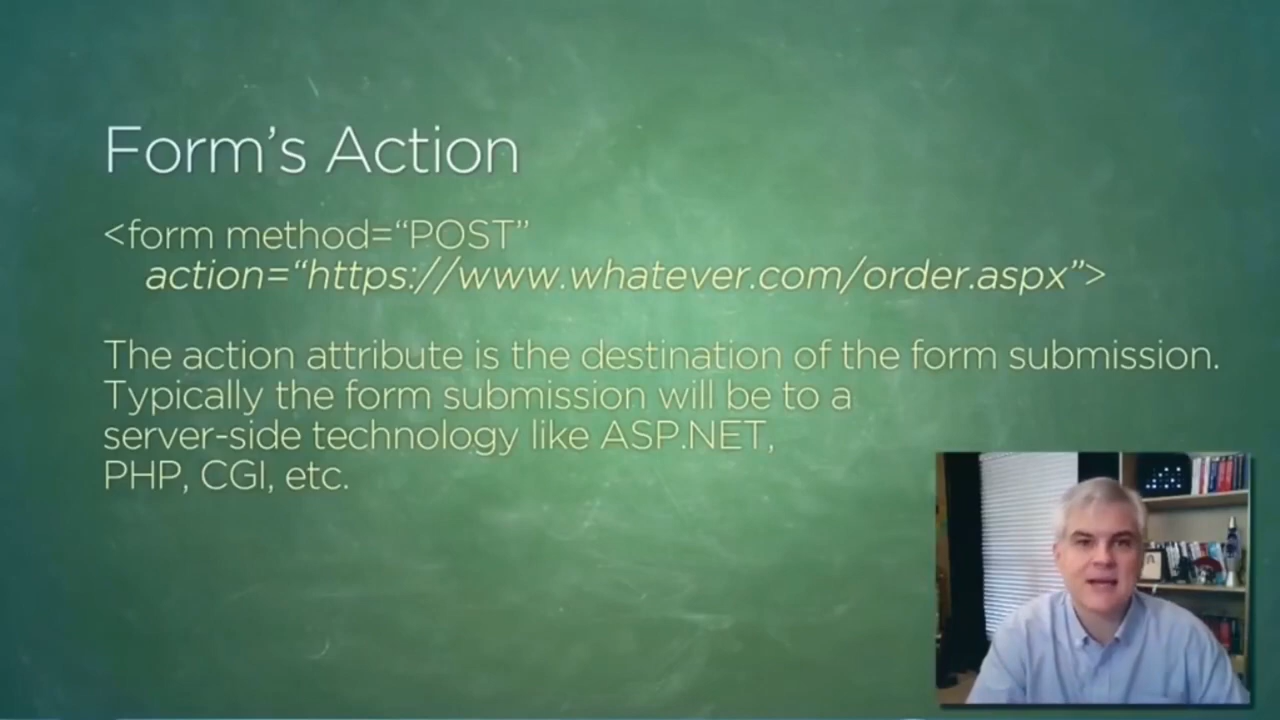 Form’s Action
<form method=“POST”
action=“https://www.whatever.com/order.aspx”>
The action attribute is the destination of the form submission.
Typically the form submission will be to a
server-side technology like ASP.NET,
PHP, CGI, etc.